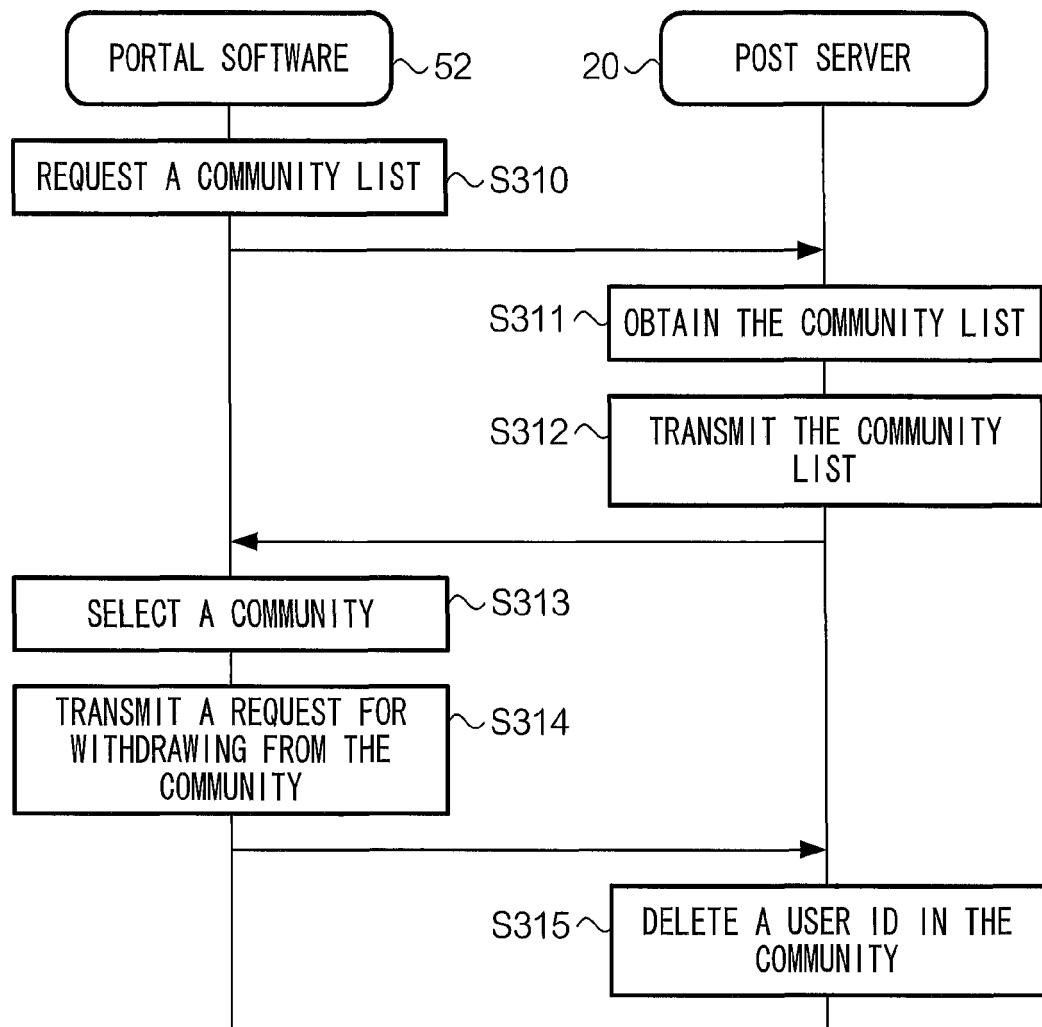 PORTAL SOFTWARE
52
20
POST SERVER
REQUEST A COMMUNITY LIST
S310
S311
OBTAIN THE COMMUNITY LIST
S312
TRANSMIT THE COMMUNITY
LIST
SELECT A COMMUNITY
S313
TRANSMIT A REQUEST FOR
WITHDRAWING FROM THE
COMMUNITY
S314
S315
DELETE A USER ID IN THE
COMMUNITY